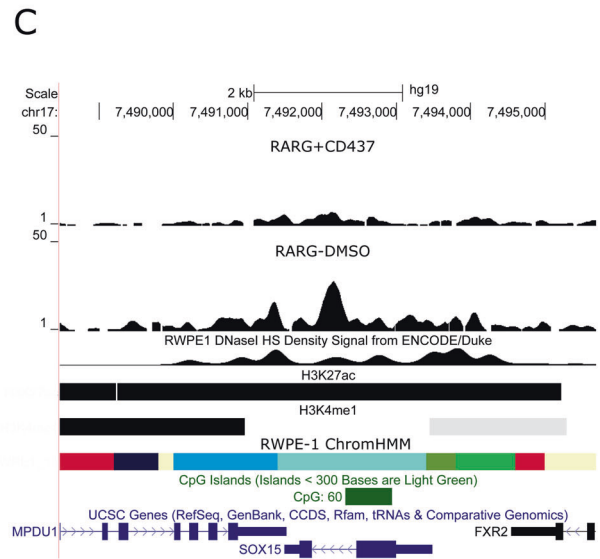 C
Scale 2 kb hg19
chr17: 7,490,000 7,491,000 7,492,000 7,493,000 7,494,000 7,495,000
50
RARG+CD437
1
50
RARG-DMSO
1
RWPE1 DNaseI HS Density Signal from ENCODE/Duke
H3K27ac
H3K4me1
RWPE-1 ChromHMM
CpG Islands (Islands < 300 Bases are Light Green)
CpG: 60
UCSC Genes (RefSeq, GenBank, CCDS, Rfam, tRNAs & Comparative Genomics)
MPDU1 FXR2
SOX15